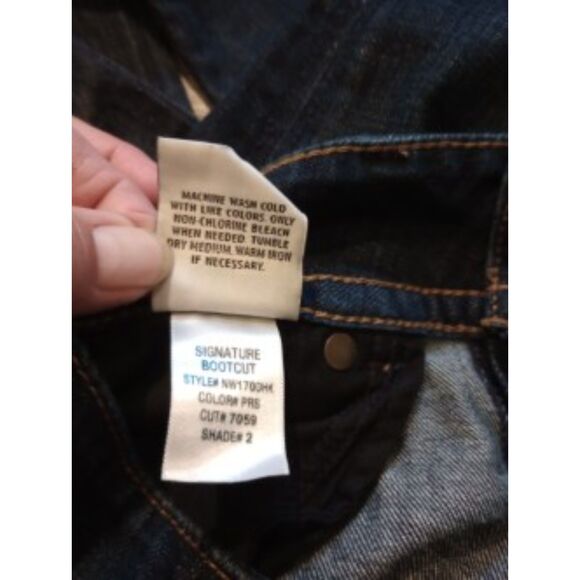 MACHINE WASH COLD
WITH LIKE COLORS. ONLY
NON-CHLORINE BLEACH
WHEN NEEDED. TUMBLE
DRY MEDIUM. WARM IRON
IF NECESSARY.
SIGNATURE
BOOTCUT
STYLE# NW1700HK
COLOR# PRS
CUT# 7059
SHADE# 2